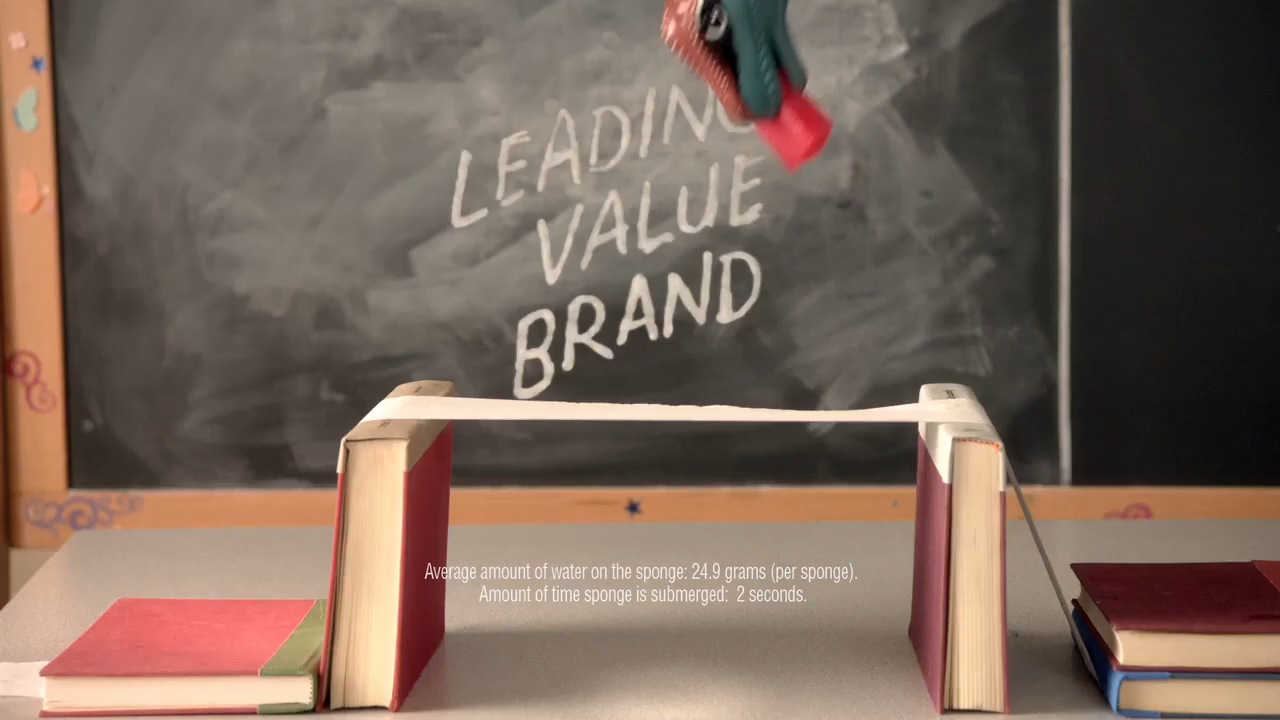 LEADING
VALUE
BRAND
Average amount of water on the sponge: 24.9 grams (per sponge).
Amount of time sponge is submerged: 2 seconds.